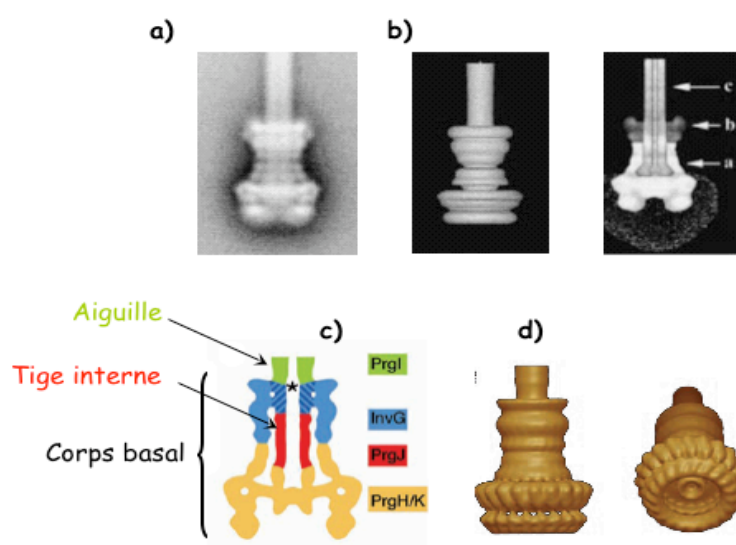 a)
b)
c
b
a
Aiguille
c)
d)
PrgI
Tige interne
InvG
Corps basal
PrgJ
PrgH/K